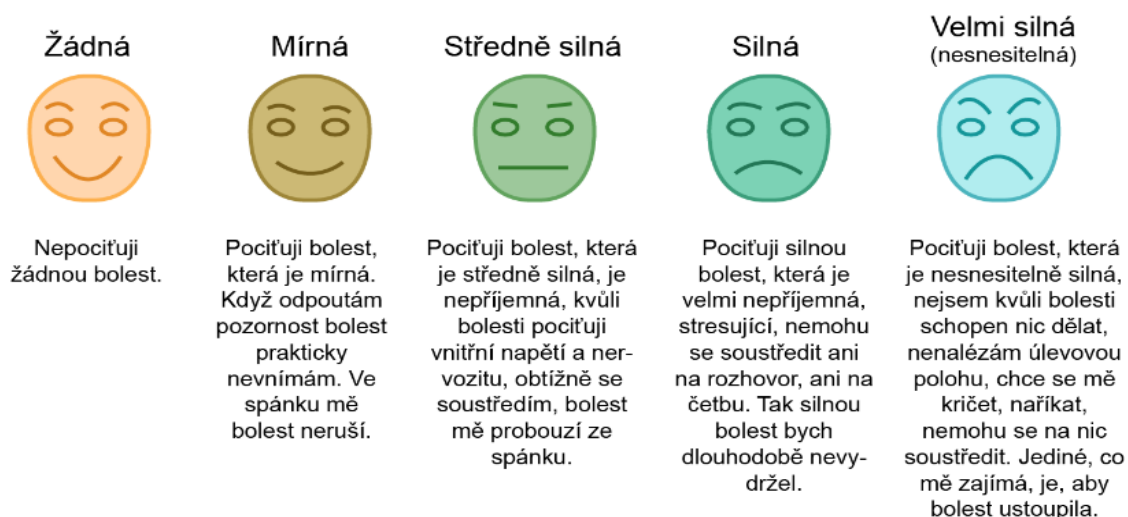 Žádná
Nepociťuji
žádnou bolest.
Mírná
Pociťuji bolest,
která je mírná.
Když odpoutám
pozornost bolest
prakticky
nevnímám. Ve
spánku mě
bolest neruší.
Středně silná
Pociťuji bolest, která
je středně silná, je
nepříjemná, kvůli
bolesti pociťuji
vnitřní napětí a ner-
vozitu, obtížně se
soustředím, bolest
mě probouzí ze
spánku.
Silná
Pociťuji silnou
bolest, která je
velmi nepříjemná,
stresující, nemohu
se soustředit ani
na rozhovor, ani na
četbu. Tak silnou
bolest bych
dlouhodobě nevy-
držel.
Velmi silná
(nesnesitelná)
Pociťuji bolest, která
je nesnesitelně silná,
nejsem kvůli bolesti
schopen nic dělat,
nenalézám úlevovou
polohu, chce se mě
kričet, naříkat,
nemohu se na nic
soustředit. Jediné, co
mě zajímá, je, aby
bolest ustoupila.